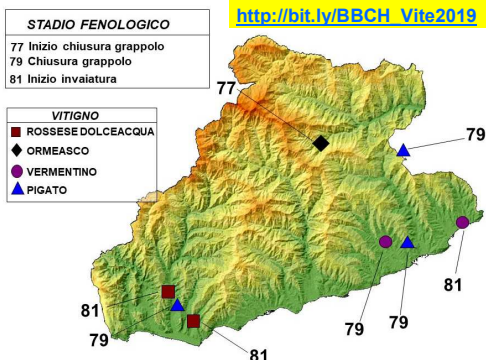 STADIO FENOLOGICO
77 Inizio chiusura grappolo
79 Chiusura grappolo
81 Inizio invaiatura
http://bit.ly/BBCH_Vite2019
VITIGNO
ROSSESE DOLCEACQUA
ORMEASCO
VERMENTINO
PIGATO
77
79
81
79
81
79
79
81